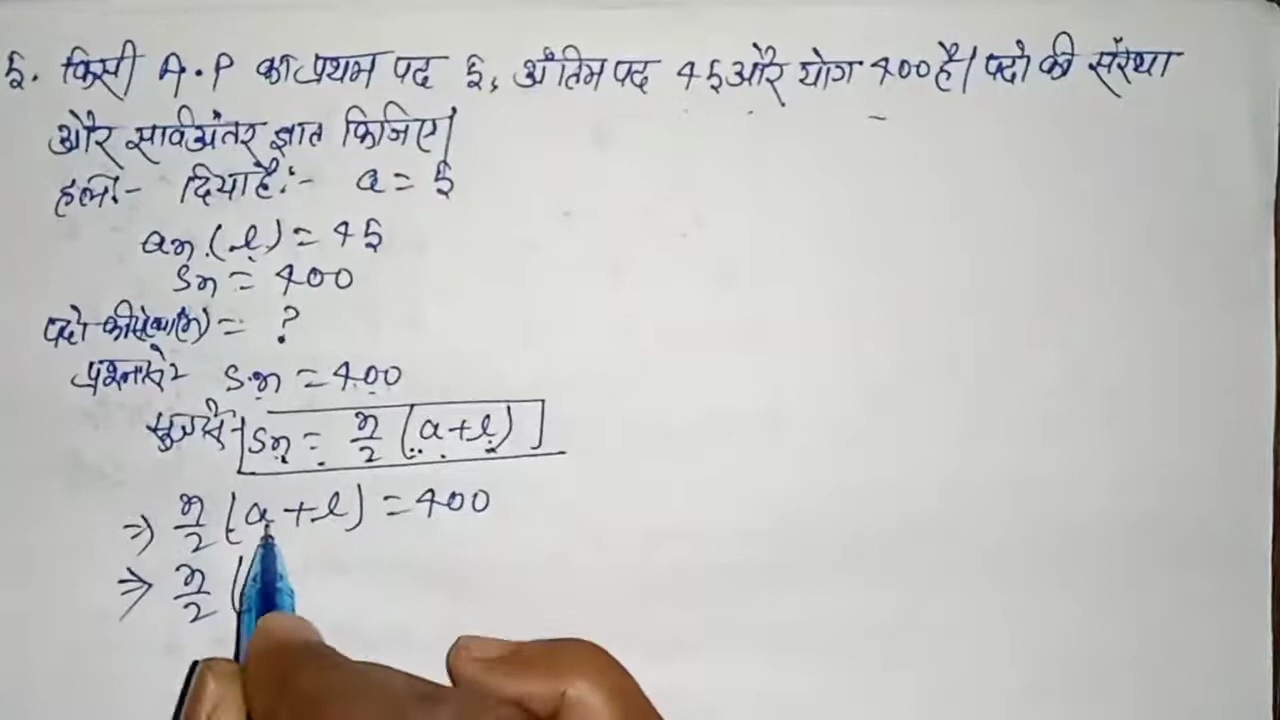 5. किसी A.P का प्रथम पद 5, अंतिम पद 45 और योग 400 है। पदो की संख्या
और सार्वअंतर ज्ञात किजिए।
हलः- दिया हैः- a = 5
an (l) = 45
Sn = 400
पदो की संख्या(n) = ?
प्रश्न से Sn = 400
सूत्र से- Sn = n/2 (a+l)
⇒ n/2 (a+l) = 400
⇒ n/2 (